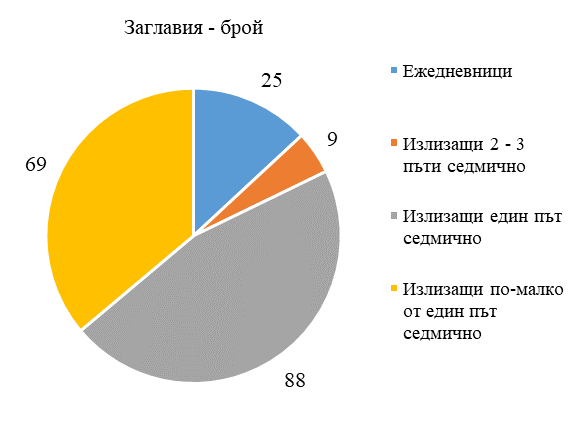 Заглавия - брой
25
9
88
69
Ежедневници
Излизащи 2 - 3
пъти седмично
Излизащи един път
седмично
Излизащи по-малко
от един път
седмично